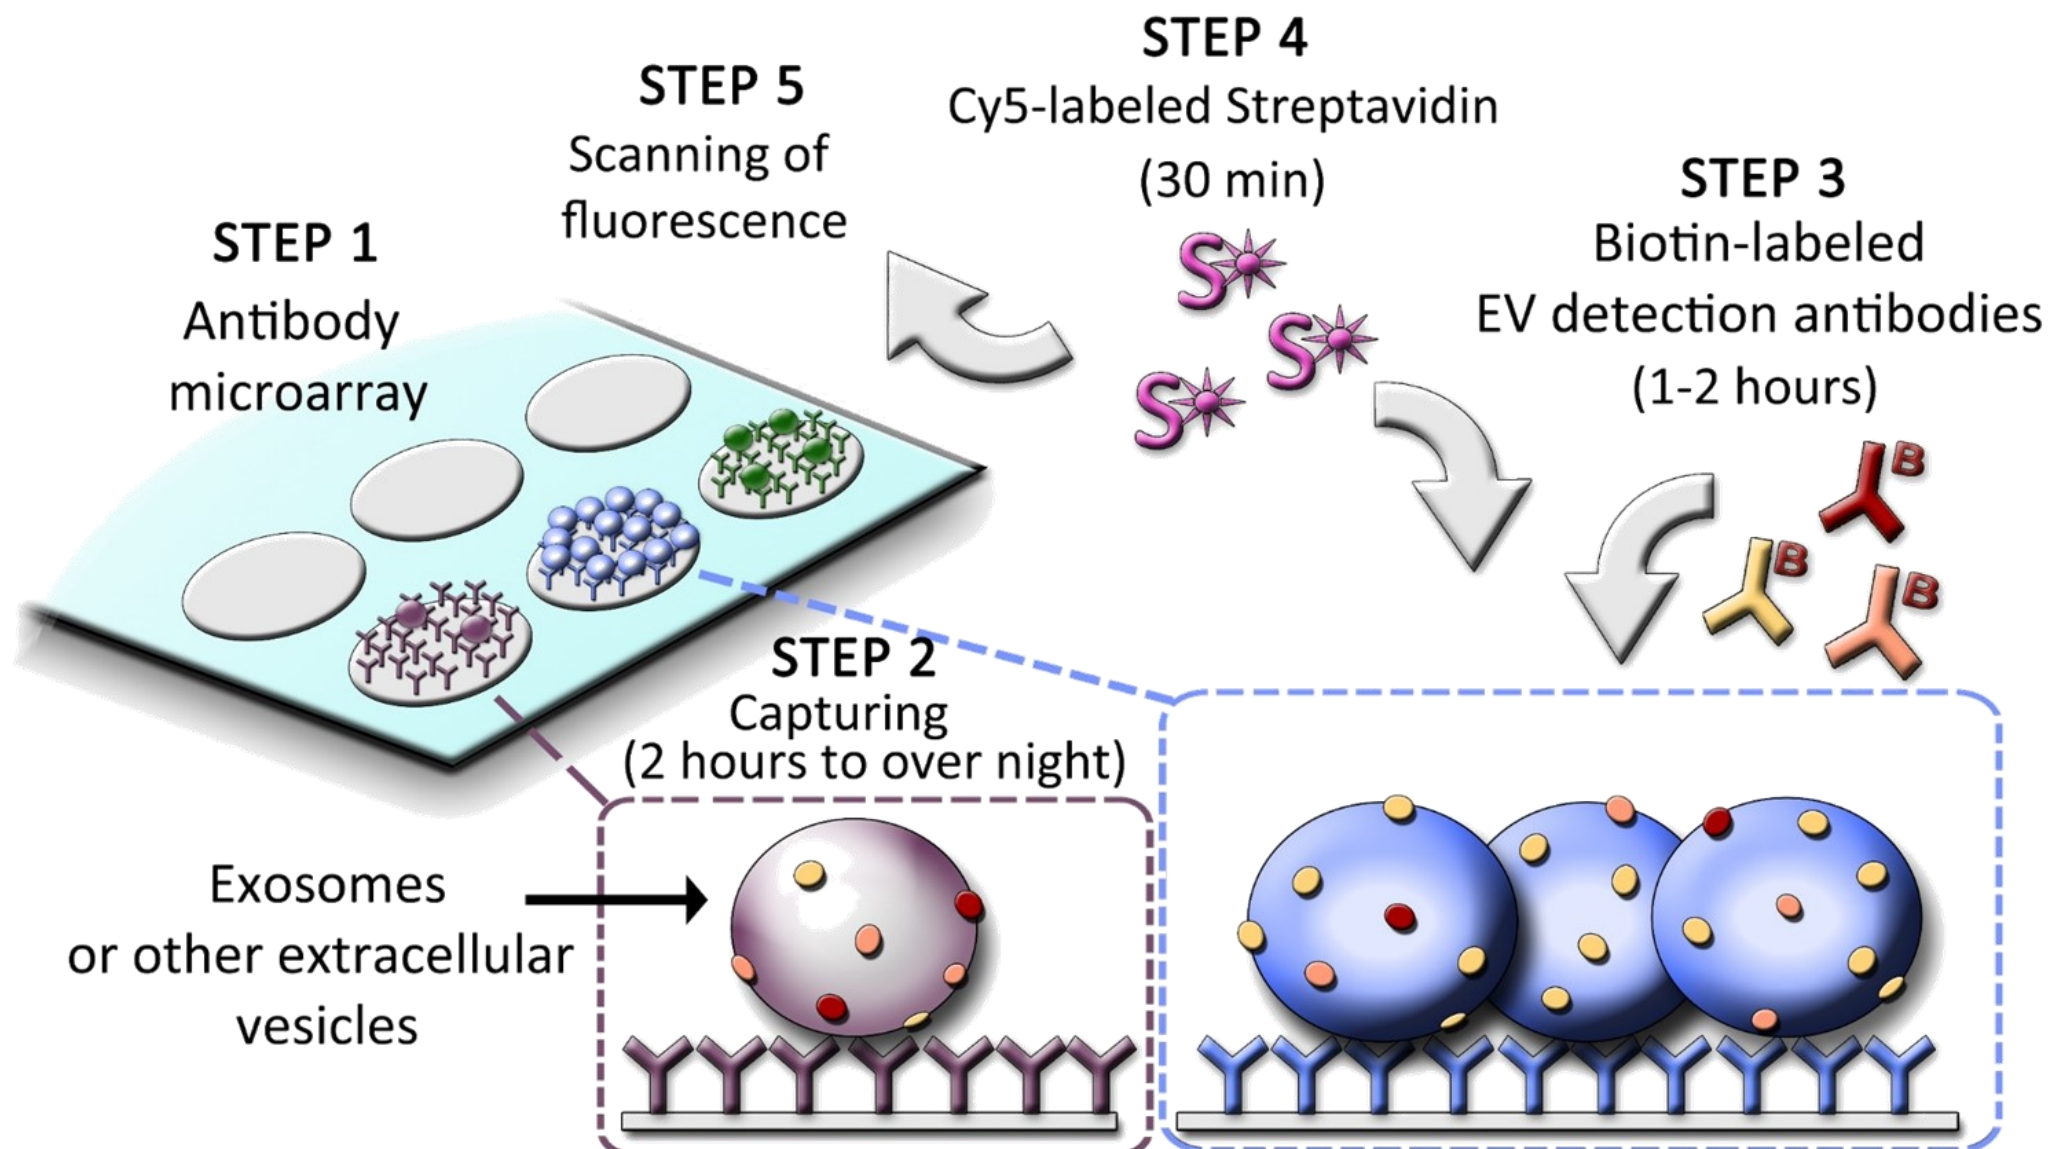 STEP 1
Antibody
microarray
STEP 5
Scanning of
fluorescence
STEP 4
Cy5-labeled Streptavidin
(30 min)
S
S
S
STEP 3
Biotin-labeled
EV detection antibodies
(1-2 hours)
B
B
B
STEP 2
Capturing
(2 hours to over night)
Exosomes
or other extracellular
vesicles